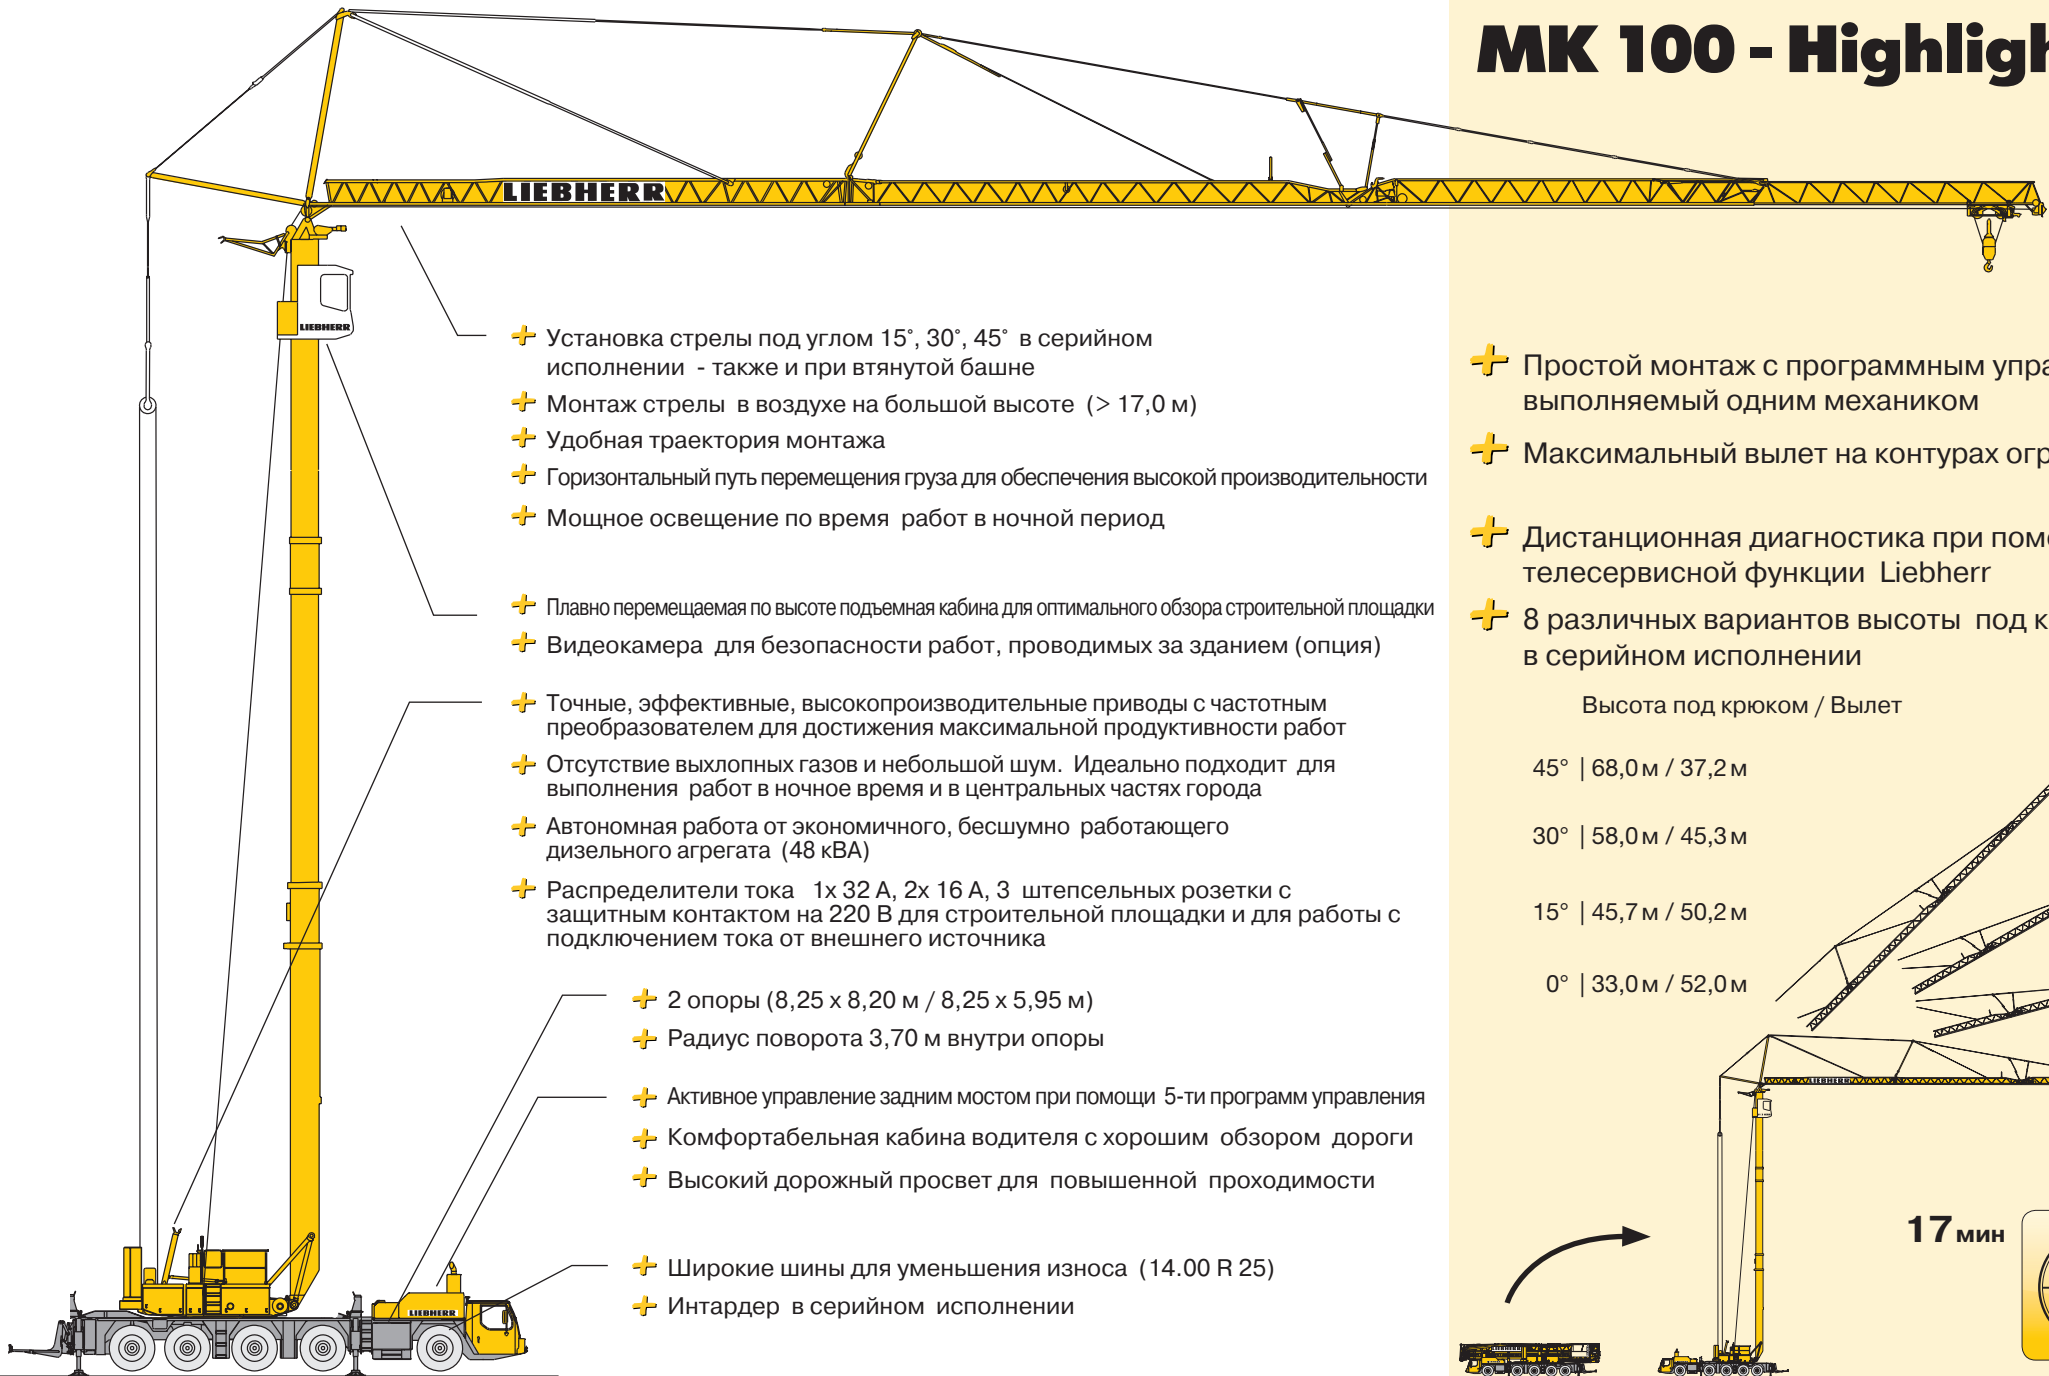 MK 100 - Highligh
LIEBHERR
LIEBHERR
Установка стрелы под углом 15°, 30°, 45° в серийном
исполнении - также и при втянутой башне
Монтаж стрелы в воздухе на большой высоте (> 17,0 м)
Удобная траектория монтажа
Горизонтальный путь перемещения груза для обеспечения высокой производительности
Мощное освещение по время работ в ночной период
Плавно перемещаемая по высоте подъемная кабина для оптимального обзора строительной площадки
Видеокамера для безопасности работ, проводимых за зданием (опция)
Точные, эффективные, высокопроизводительные приводы с частотным
преобразователем для достижения максимальной продуктивности работ
Отсутствие выхлопных газов и небольшой шум. Идеально подходит для
выполнения работ в ночное время и в центральных частях города
Автономная работа от экономичного, бесшумно работающего
дизельного агрегата (48 кВА)
Распределители тока 1x 32 А, 2x 16 А, 3 штепсельных розетки с
защитным контактом на 220 В для строительной площадки и для работы с
подключением тока от внешнего источника
2 опоры (8,25 x 8,20 м / 8,25 x 5,95 м)
Радиус поворота 3,70 м внутри опоры
Активное управление задним мостом при помощи 5-ти программ управления
Комфортабельная кабина водителя с хорошим обзором дороги
Высокий дорожный просвет для повышенной проходимости
Широкие шины для уменьшения износа (14.00 R 25)
Интардер в серийном исполнении
LIEBHERR
Простой монтаж с программным упра
выполняемый одним механиком
Максимальный вылет на контурах огр
Дистанционная диагностика при пом
телесервисной функции Liebherr
8 различных вариантов высоты под к
в серийном исполнении
Высота под крюком / Вылет
45° | 68,0 м / 37,2 м
30° | 58,0 м / 45,3 м
15° | 45,7 м / 50,2 м
0° | 33,0 м / 52,0 м
LIEBHERR
17 мин